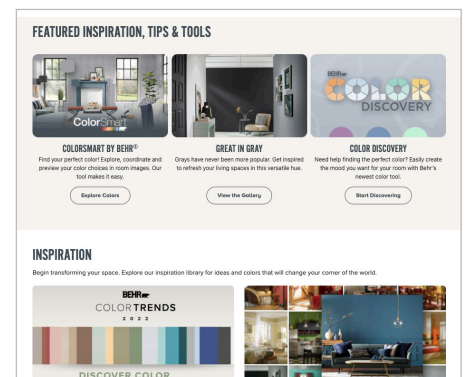 FEATURED INSPIRATION, TIPS & TOOLS
ColorSmart
BEHR
COLOR
DISCOVERY
COLORSMART BY BEHR®
Find your perfect color! Explore, coordinate and
preview your color choices in room images. Our
tool makes it easy.
Explore Colors
GREAT IN GRAY
Grays have never been more popular. Get inspired
to refresh your living spaces in this versatile hue.
View the Gallery
COLOR DISCOVERY
Need help finding the perfect color? Easily create
the mood you want for your room with Behr's
newest color tool.
Start Discovering
INSPIRATION
Begin transforming your space. Explore our inspiration library for ideas and colors that will change your corner of the world.
BEHR
COLOR TRENDS
2022
DISCOVER COLOR